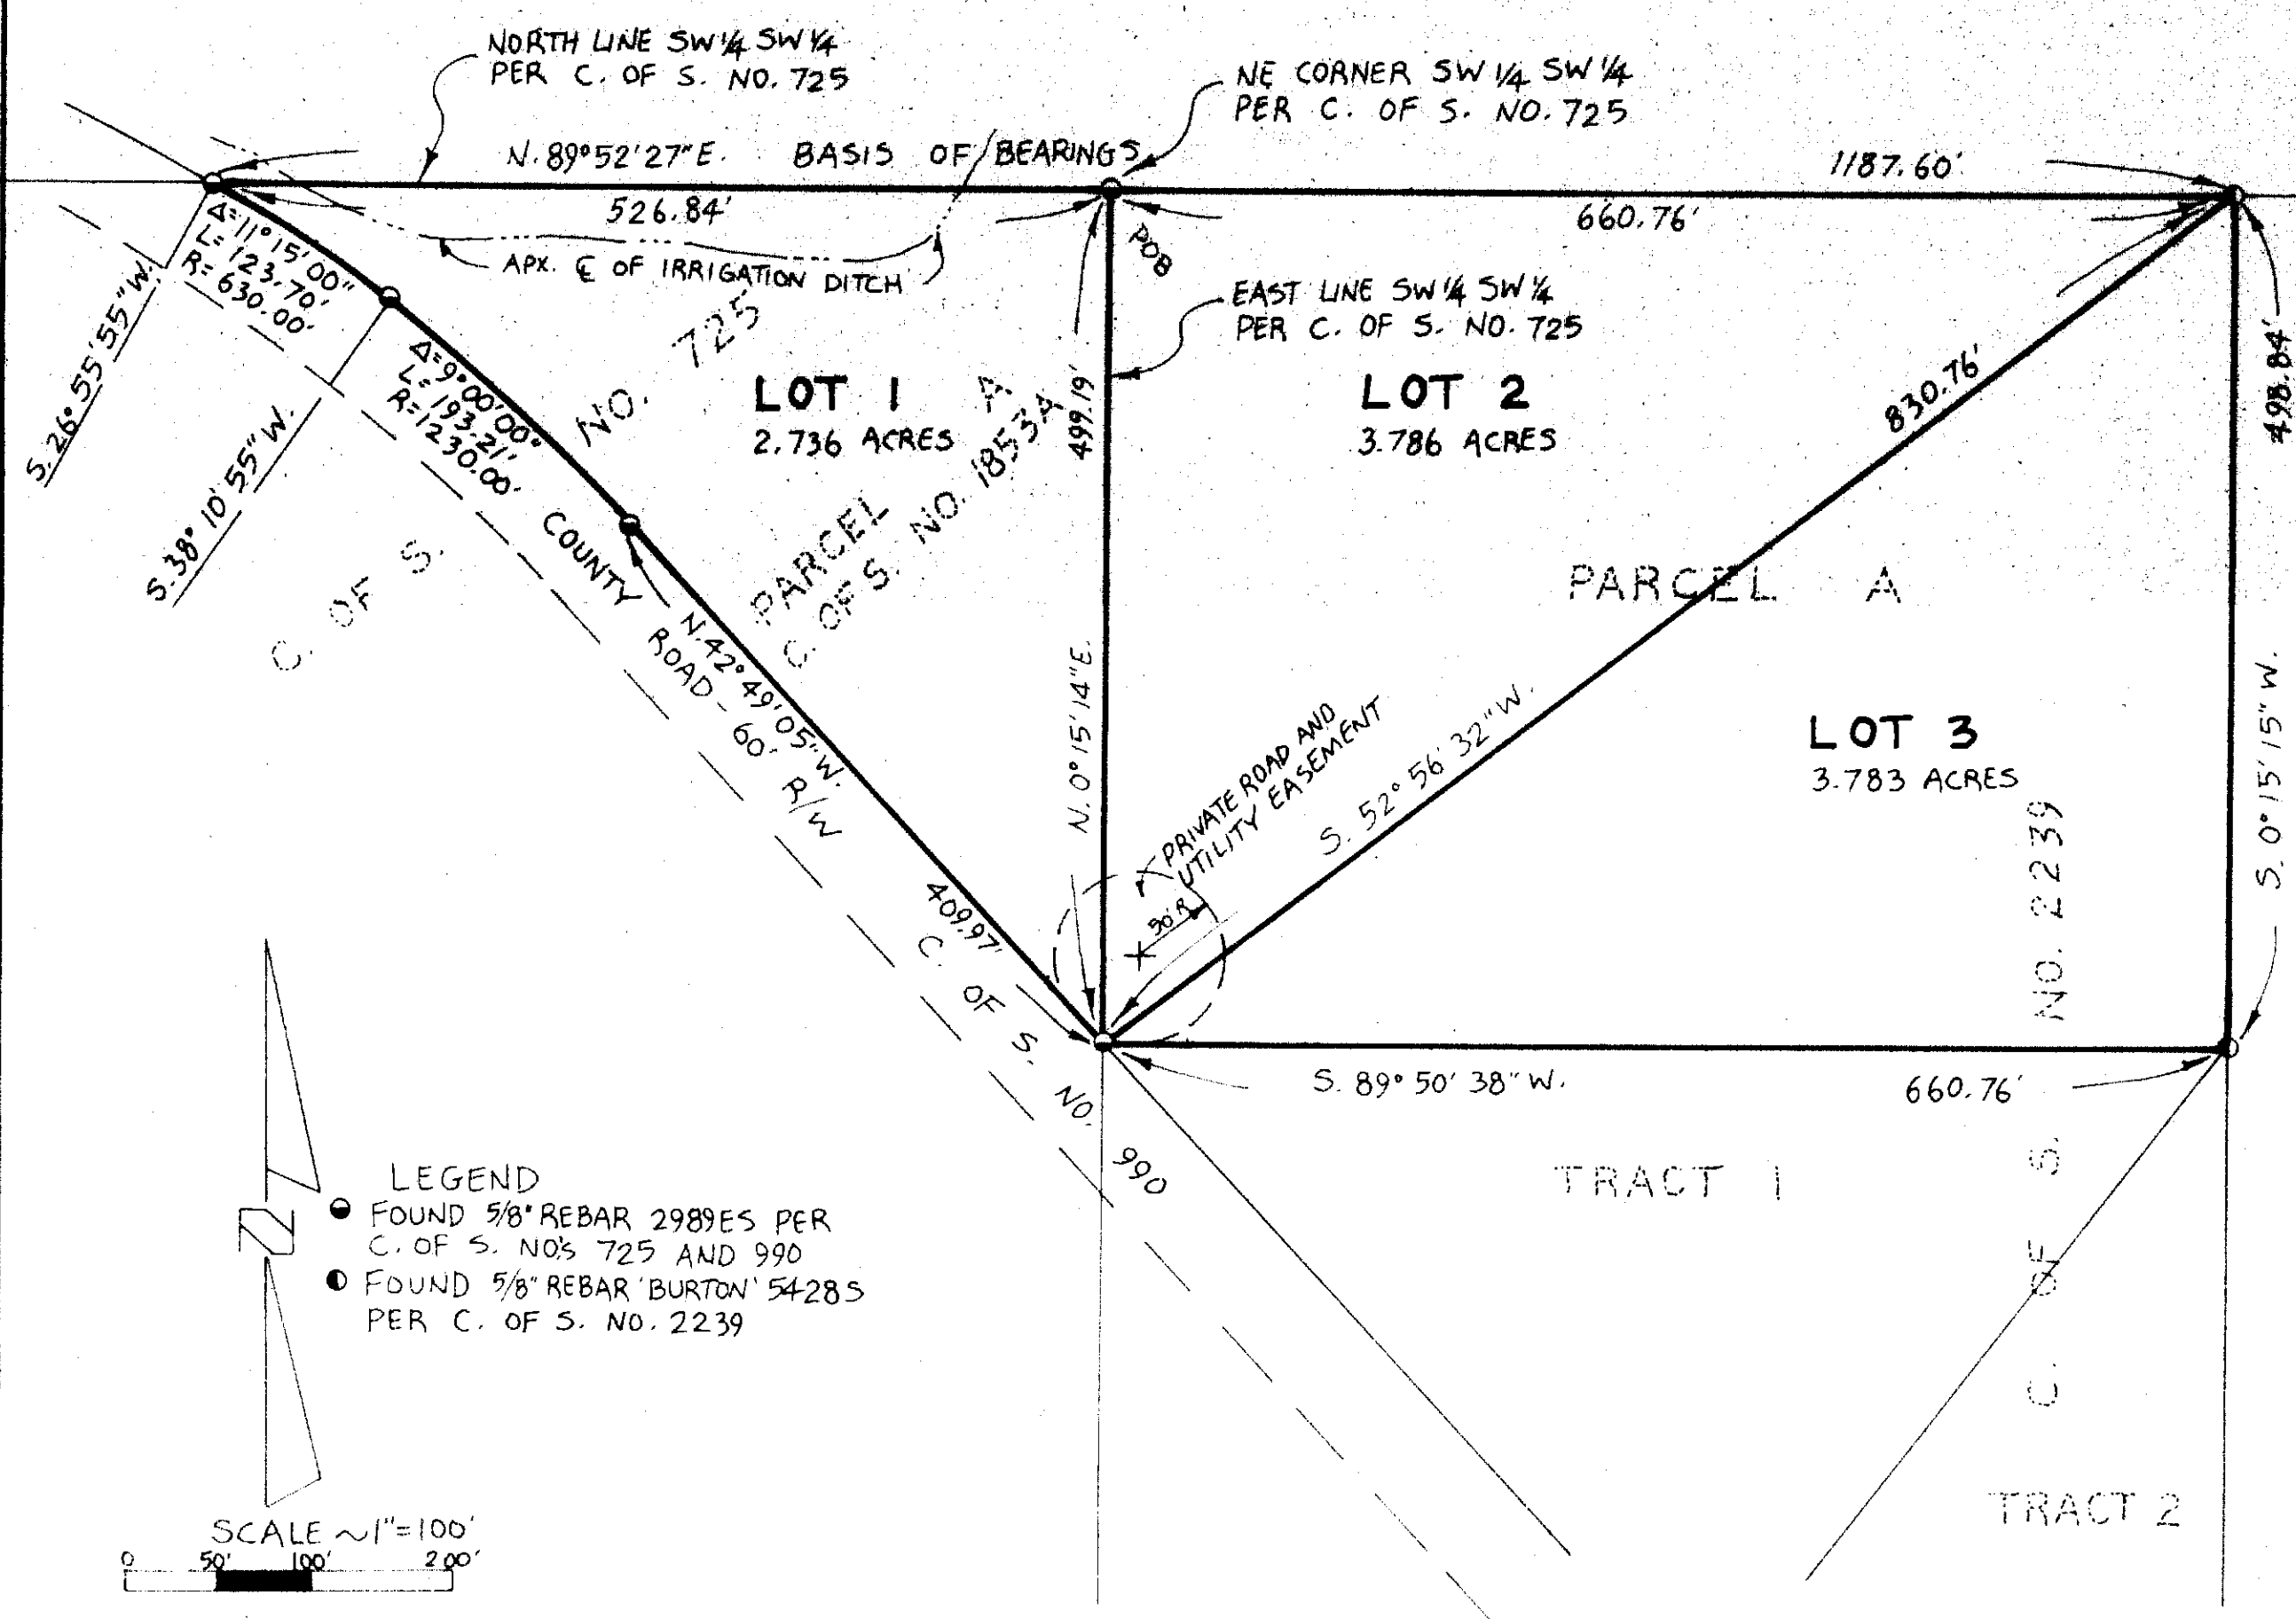 NORTH LINE SW 1/4 SW 1/4
PER C. OF S. NO. 725
NE CORNER SW 1/4 SW 1/4
PER C. OF S. NO. 725
N. 89° 52' 27" E. BASIS OF BEARINGS
1187.60'
526.84'
660.76'
Δ=11° 15' 00"
L= 123.70'
R= 630.00'
APX. ℄ OF IRRIGATION DITCH
POB
EAST LINE SW 1/4 SW 1/4
PER C. OF S. NO. 725
S. 26° 55' 55" W.
S. 38° 10' 55" W.
Δ=9° 00' 00"
L= 193.21'
R=1230.00'
C. OF S. NO. 725
LOT 1
2.736 ACRES
PARCEL A
C. OF S. NO. 1853A
499.19'
N. 0° 15' 14" E.
LOT 2
3.786 ACRES
830.76'
498.84'
PARCEL A
COUNTY ROAD - 60' R/W
N. 42° 49' 05" W.
409.97'
PRIVATE ROAD AND
UTILITY EASEMENT
50' R
S. 52° 56' 32" W.
LOT 3
3.783 ACRES
S. 0° 15' 15" W.
C. OF S. NO. 2239
C. OF S. NO. 990
S. 89° 50' 38" W.
660.76'
TRACT 1
TRACT 2
N
LEGEND
FOUND 5/8" REBAR 2989ES PER
C. OF S. NO'S 725 AND 990
FOUND 5/8" REBAR 'BURTON' 5428S
PER C. OF S. NO. 2239
SCALE ~ 1"=100'
0 50' 100' 200'